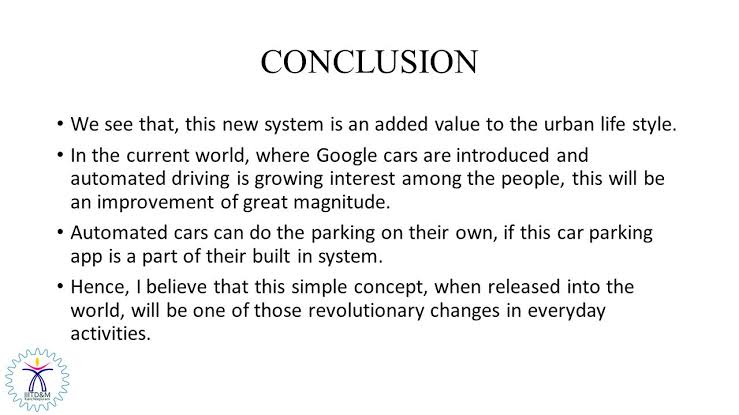 CONCLUSION
• We see that, this new system is an added value to the urban life style.
• In the current world, where Google cars are introduced and
automated driving is growing interest among the people, this will be
an improvement of great magnitude.
• Automated cars can do the parking on their own, if this car parking
app is a part of their built in system.
• Hence, I believe that this simple concept, when released into the
world, will be one of those revolutionary changes in everyday
activities.
IIITD&M
Kancheepuram